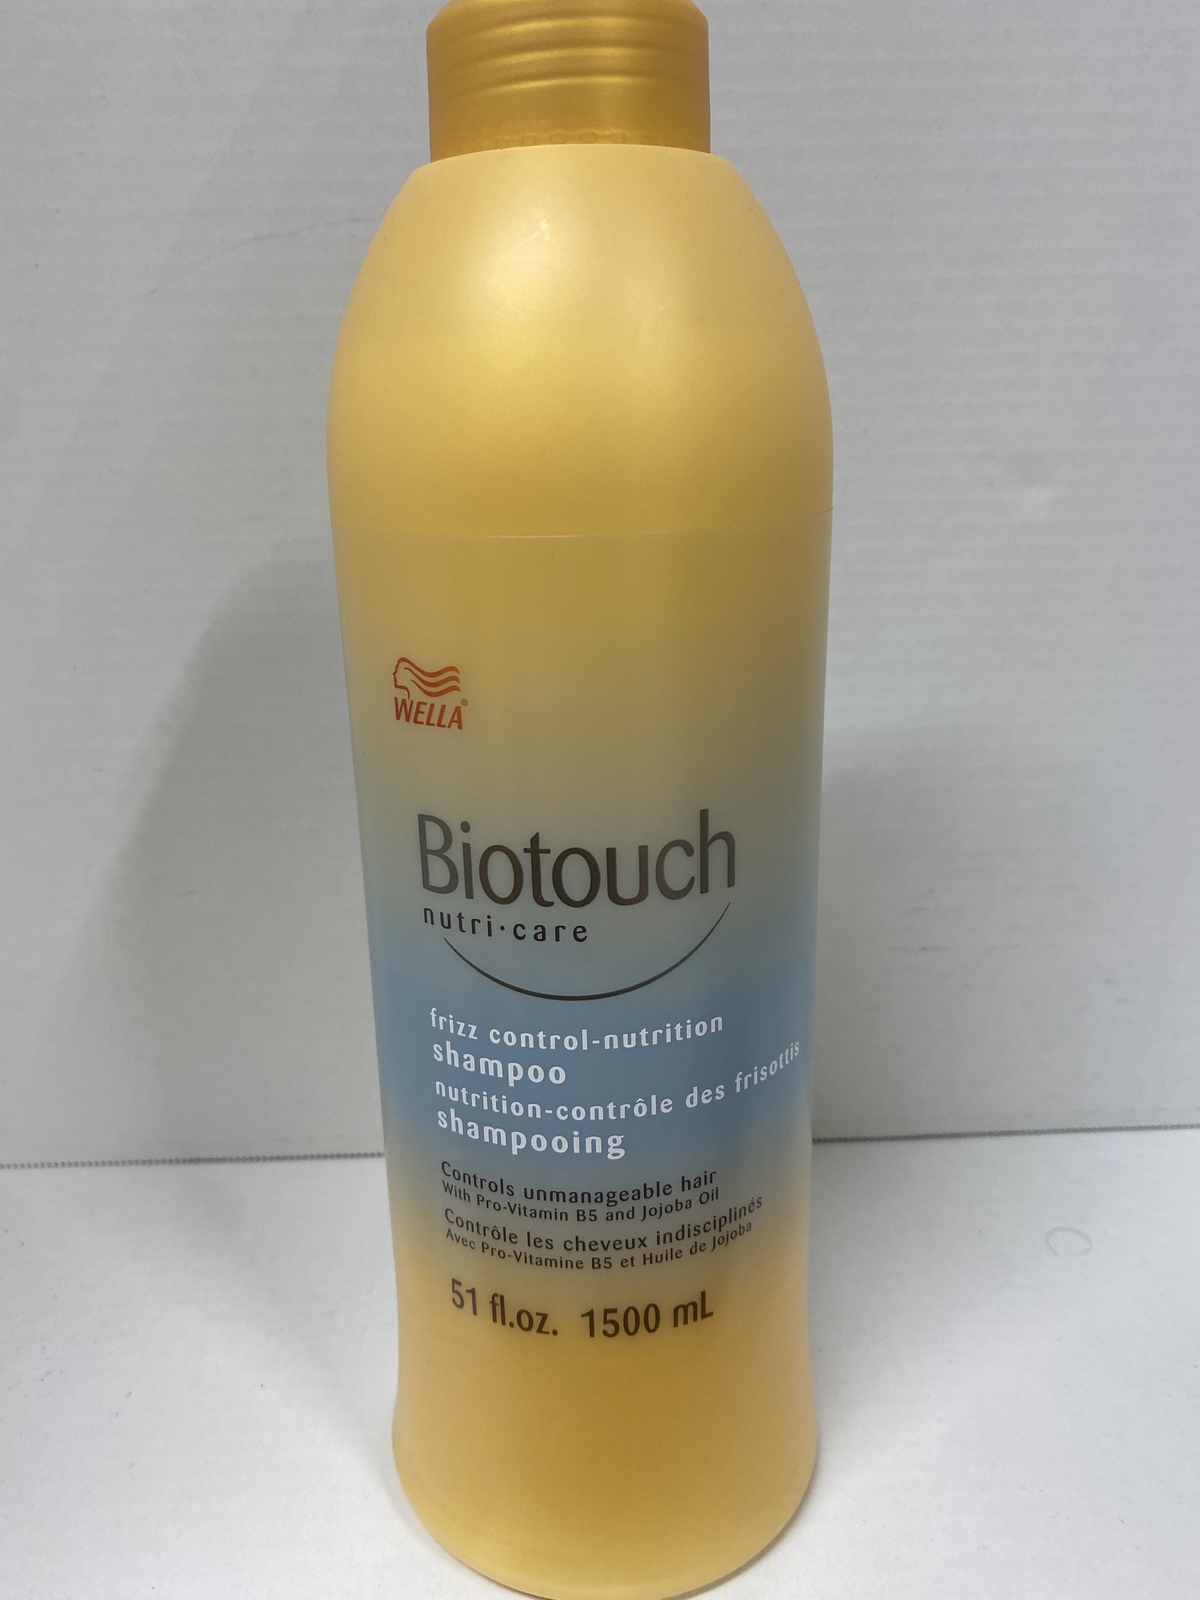 WELLA®
Biotouch
nutri·care
frizz control-nutrition
shampoo
nutrition-contrôle des frisottis
shampooing
Controls unmanageable hair
With Pro-Vitamin B5 and Jojoba Oil
Contrôle les cheveux indisciplinés
Avec Pro-Vitamine B5 et Huile de Jojoba
51 fl.oz. 1500 mL